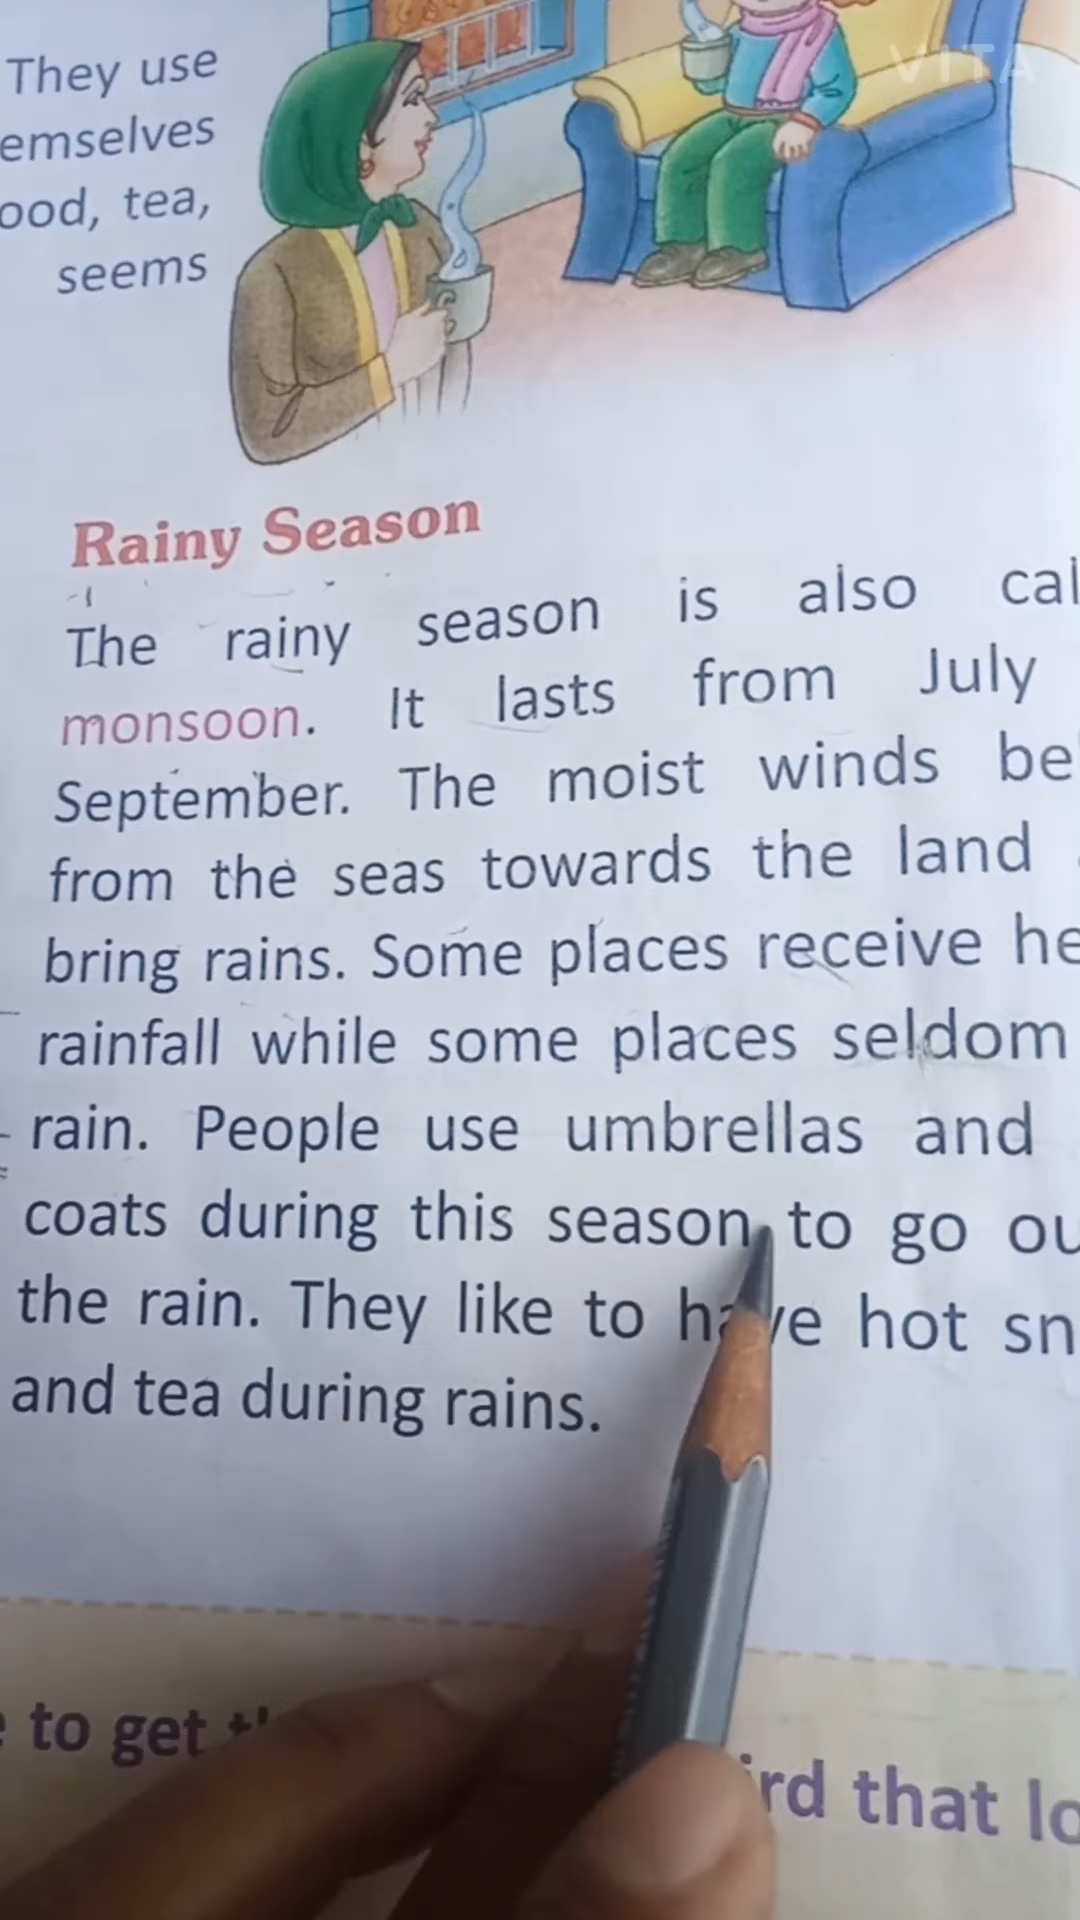 VITA
They use
emselves
ood, tea,
seems
Rainy Season
The rainy season is also cal
monsoon. It lasts from July
September. The moist winds be
from the seas towards the land
bring rains. Some places receive he
rainfall while some places seldom
rain. People use umbrellas and
coats during this season to go ou
the rain. They like to have hot sn
and tea during rains.
to get ird that lo